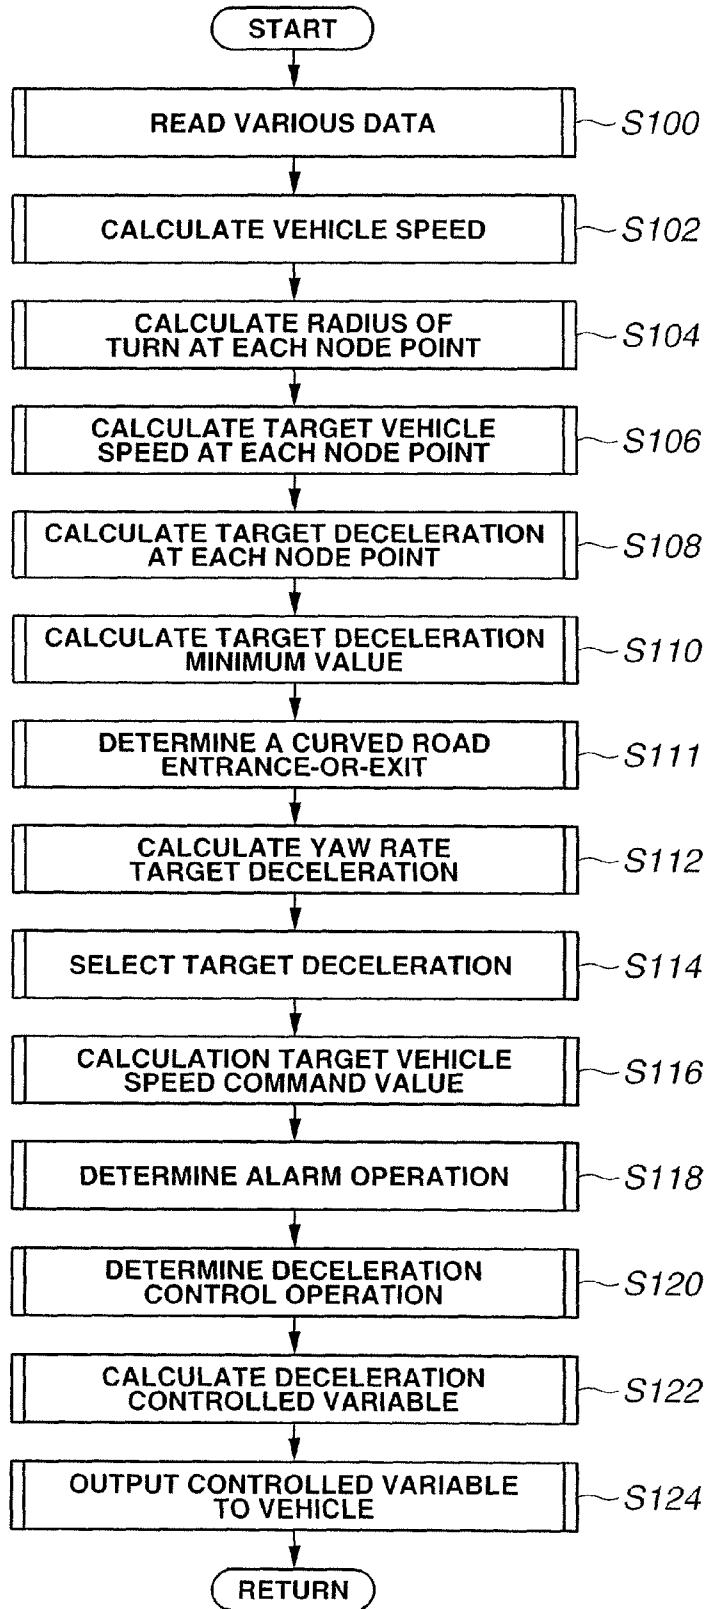 START
READ VARIOUS DATA
S100
CALCULATE VEHICLE SPEED
S102
CALCULATE RADIUS OF
TURN AT EACH NODE POINT
S104
CALCULATE TARGET VEHICLE
SPEED AT EACH NODE POINT
S106
CALCULATE TARGET DECELERATION
AT EACH NODE POINT
S108
CALCULATE TARGET DECELERATION
MINIMUM VALUE
S110
DETERMINE A CURVED ROAD
ENTRANCE-OR-EXIT
S111
CALCULATE YAW RATE
TARGET DECELERATION
S112
SELECT TARGET DECELERATION
S114
CALCULATION TARGET VEHICLE
SPEED COMMAND VALUE
S116
DETERMINE ALARM OPERATION
S118
DETERMINE DECELERATION
CONTROL OPERATION
S120
CALCULATE DECELERATION
CONTROLLED VARIABLE
S122
OUTPUT CONTROLLED VARIABLE
TO VEHICLE
S124
RETURN